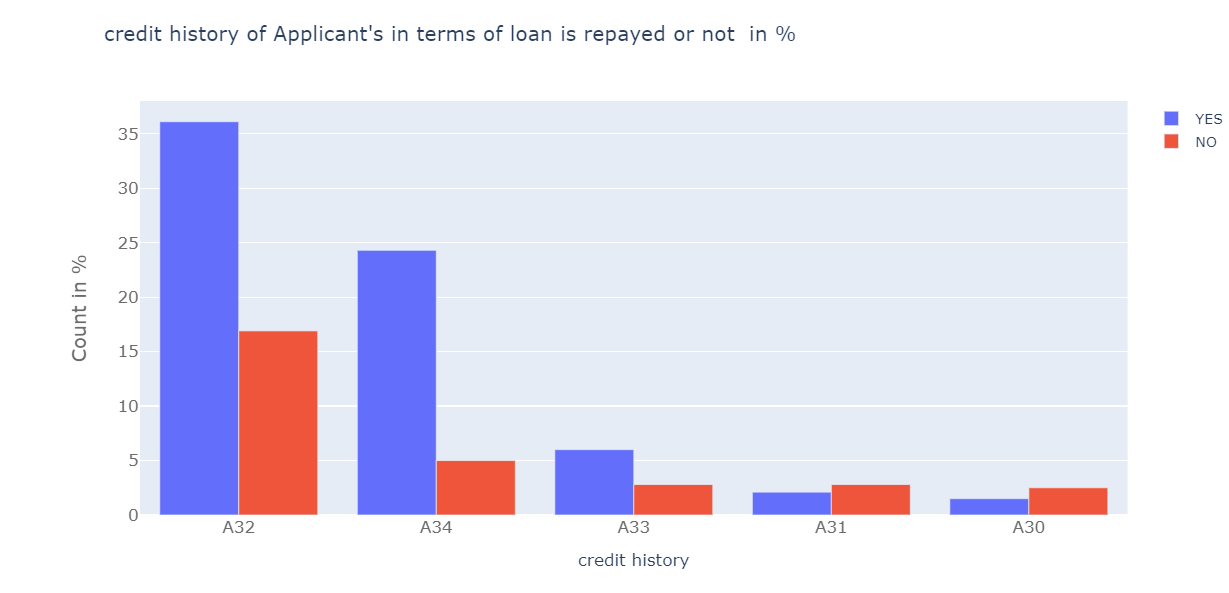 credit history of Applicant's in terms of loan is repayed or not  in %
YES
NO
Count in %
35
30
25
20
15
10
5
0
A32
A34
A33
A31
A30
credit history